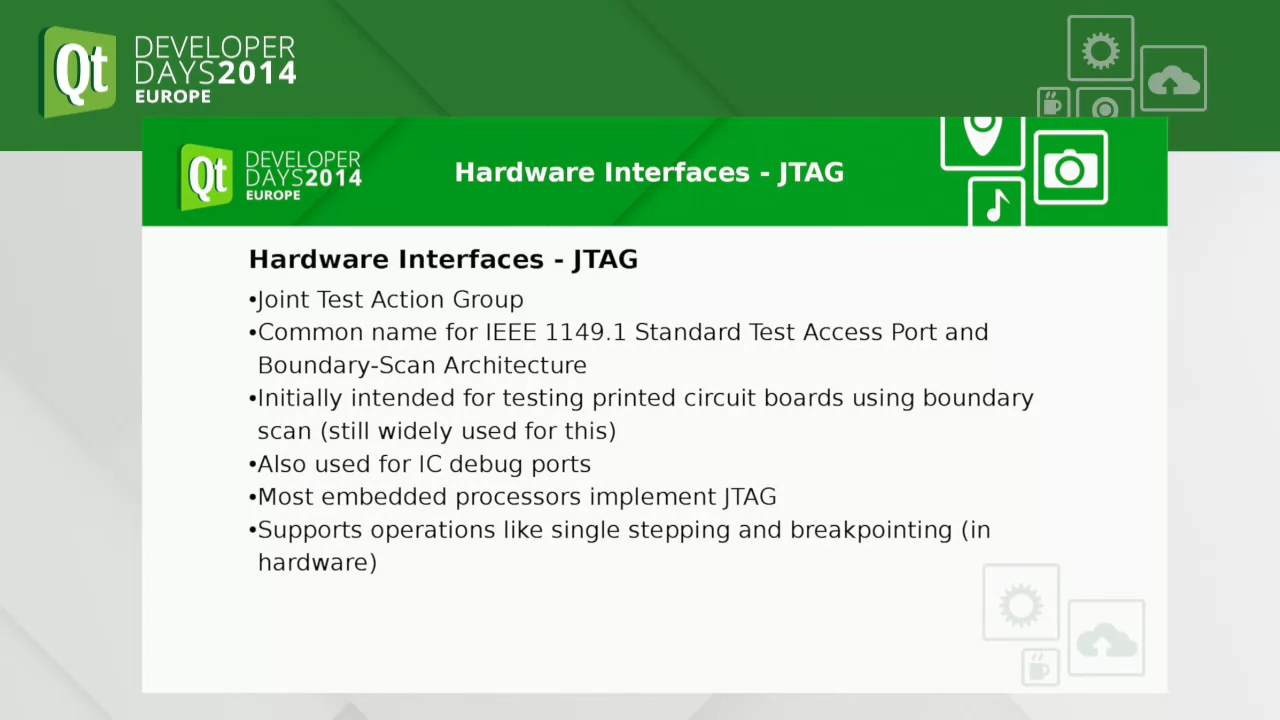 Qt
DEVELOPER
DAYS2014
EUROPE
Qt
DEVELOPER
DAYS2014
EUROPE
Hardware Interfaces - JTAG
Hardware Interfaces - JTAG
•Joint Test Action Group
•Common name for IEEE 1149.1 Standard Test Access Port and
Boundary-Scan Architecture
•Initially intended for testing printed circuit boards using boundary
scan (still widely used for this)
•Also used for IC debug ports
•Most embedded processors implement JTAG
•Supports operations like single stepping and breakpointing (in
hardware)